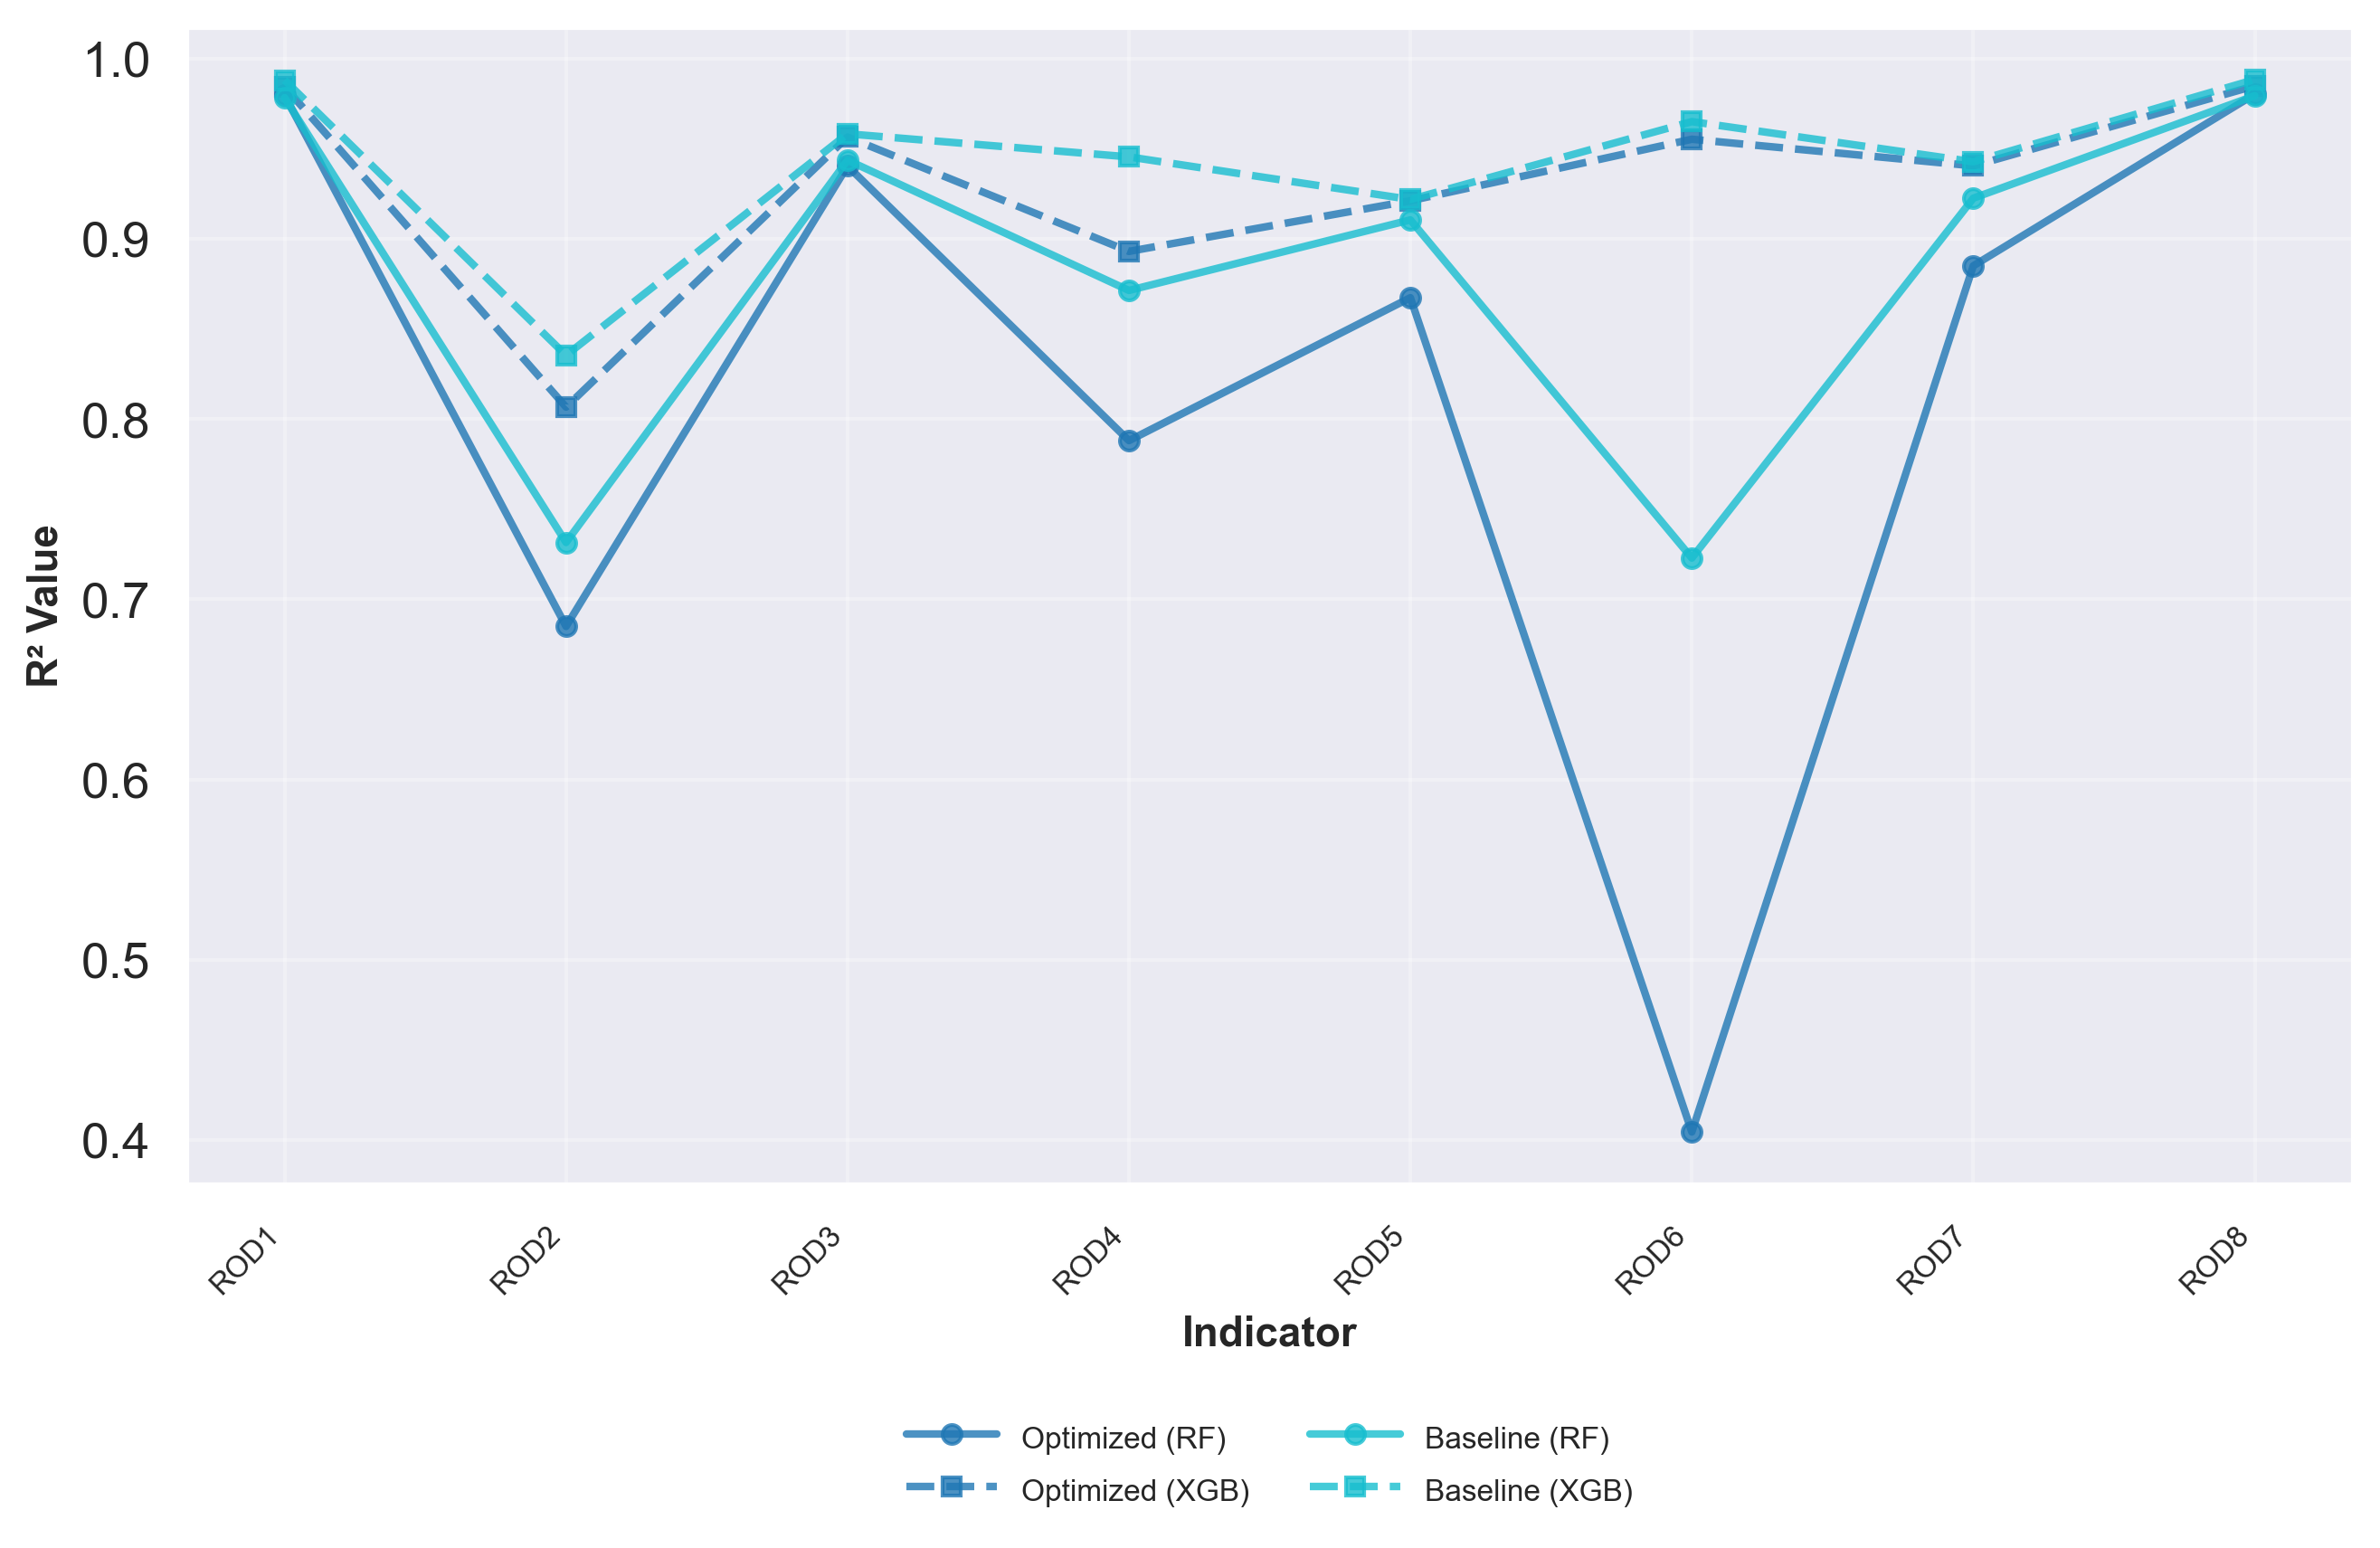 1.0
0.9
0.8
0.7
0.6
0.5
0.4
R² Value
ROD1
ROD2
ROD3
ROD4
ROD5
ROD6
ROD7
ROD8
Indicator
Optimized (RF)
Optimized (XGB)
Baseline (RF)
Baseline (XGB)